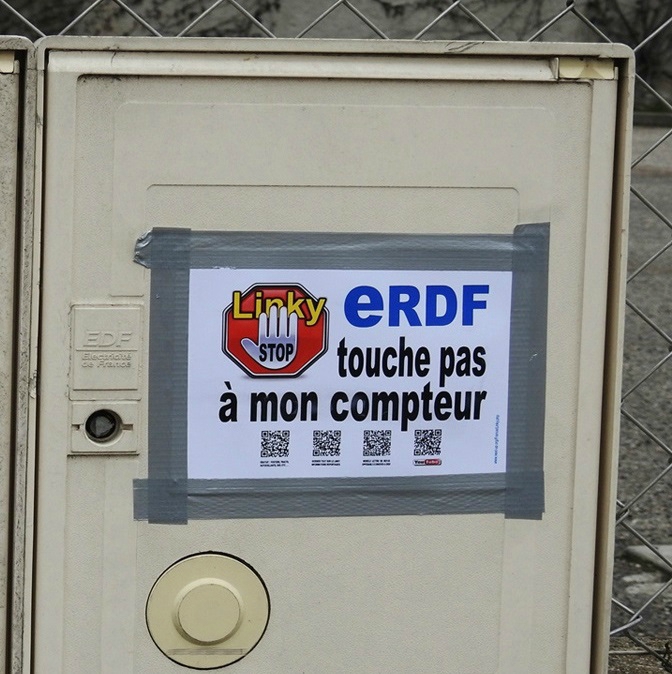 EDF
Electricité
de France
Linky
STOP
eRDF
touche pas
à mon compteur